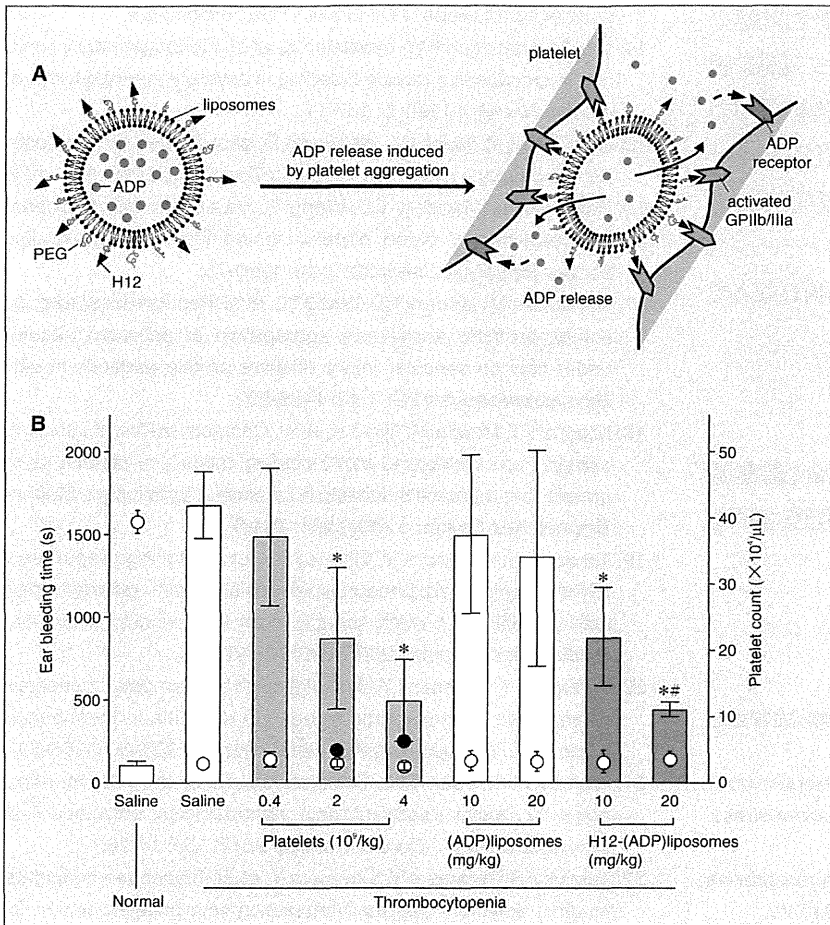 A
platelet
liposomes
ADP
PEG
H12
ADP release induced
by platelet aggregation
ADP
receptor
activated
GPIIb/IIIa
ADP release
B
Ear bleeding time (s)
2000
1500
1000
500
0
Platelet count (×10⁴/μL)
50
40
30
20
10
0
* * * *#
Saline Saline 0.4 2 4 10 20 10 20
Platelets (10⁹/kg) (ADP)liposomes H12-(ADP)liposomes
(mg/kg) (mg/kg)
Normal Thrombocytopenia